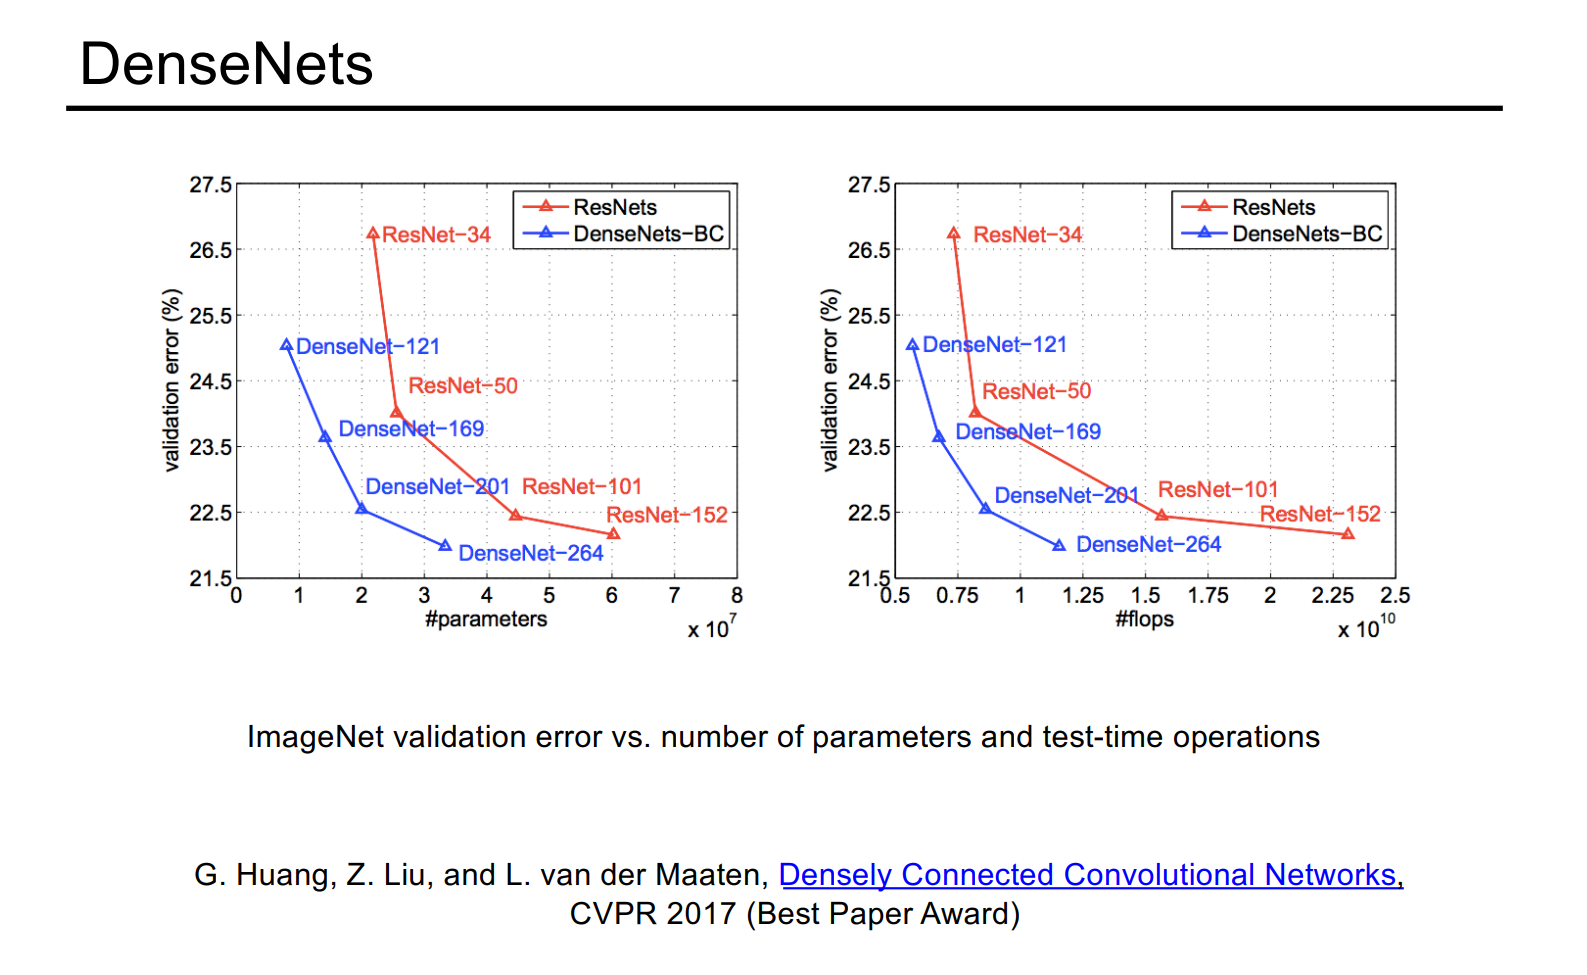 DenseNets
27.5
26.5
25.5
24.5
23.5
22.5
21.5
validation error (%)
ResNets
DenseNets−BC
ResNet−34
DenseNet−121
ResNet−50
DenseNet−169
DenseNet−201
ResNet−101
ResNet−152
DenseNet−264
0 1 2 3 4 5 6 7 8
#parameters
x 10⁷
27.5
26.5
25.5
24.5
23.5
22.5
21.5
validation error (%)
ResNets
DenseNets−BC
ResNet−34
DenseNet−121
ResNet−50
DenseNet−169
DenseNet−201
ResNet−101
ResNet−152
DenseNet−264
0.5 0.75 1 1.25 1.5 1.75 2 2.25 2.5
#flops
x 10¹⁰
ImageNet validation error vs. number of parameters and test-time operations
G. Huang, Z. Liu, and L. van der Maaten, Densely Connected Convolutional Networks,
CVPR 2017 (Best Paper Award)